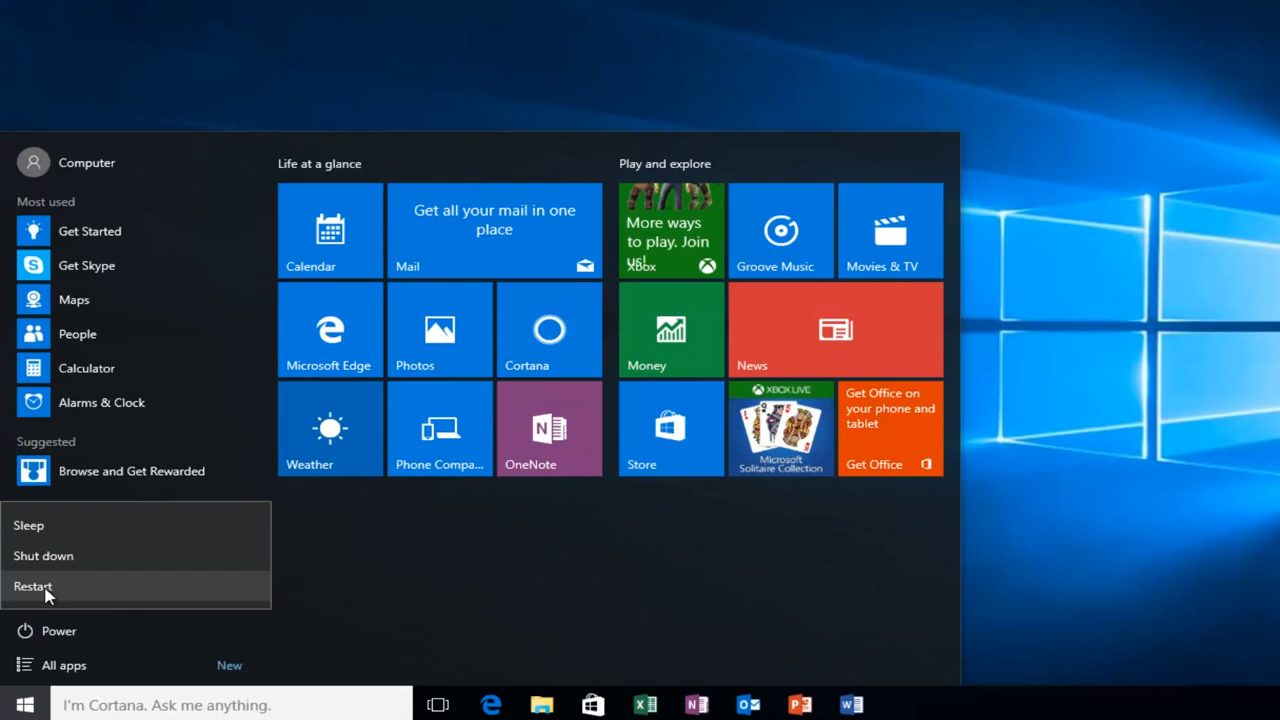 Computer
Most used
Get Started
Get Skype
Maps
People
Calculator
Alarms & Clock
Suggested
Browse and Get Rewarded
Sleep
Shut down
Restart
Power
All apps
New
Life at a glance
Calendar
Get all your mail in one
place
Mail
Microsoft Edge
Photos
Cortana
Weather
Phone Compa...
OneNote
Play and explore
More ways
to play. Join
us!
Xbox
Groove Music
Movies & TV
Money
News
Store
XBOX LIVE
Microsoft
Solitaire Collection
Get Office on
your phone and
tablet
Get Office
I'm Cortana. Ask me anything.